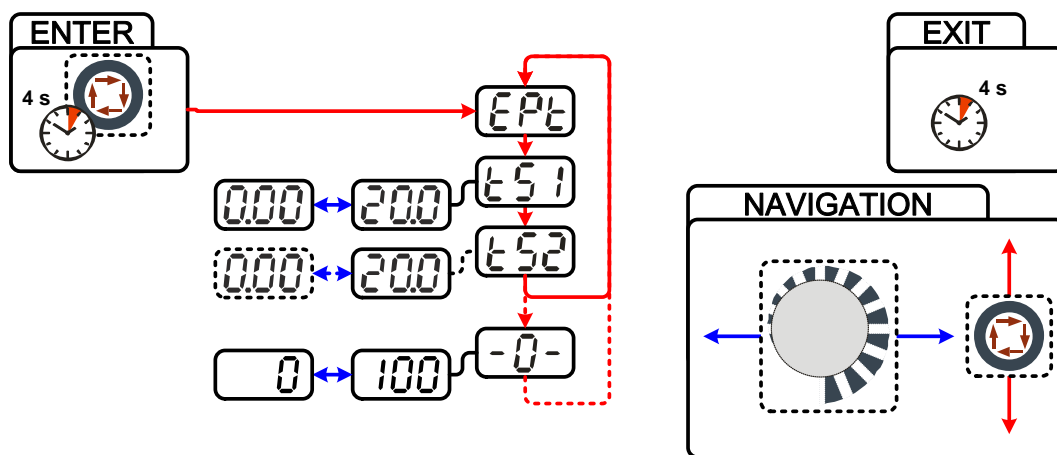 ENTER
4 s
EPt
tS1
0.00
20.0
tS2
0.00
20.0
-0-
0
100
EXIT
4 s
NAVIGATION